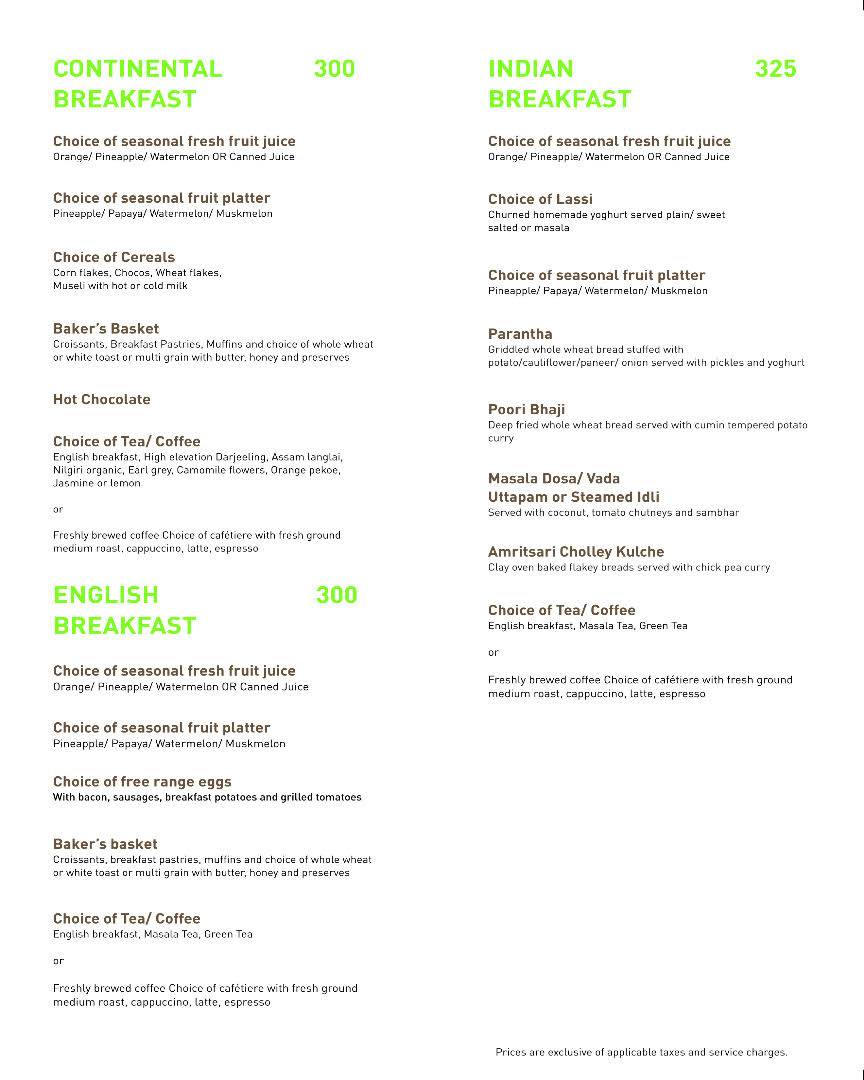 CONTINENTAL 300
BREAKFAST
Choice of seasonal fresh fruit juice
Orange/ Pineapple/ Watermelon OR Canned Juice
Choice of seasonal fruit platter
Pineapple/ Papaya/ Watermelon/ Muskmelon
Choice of Cereals
Corn flakes, Chocos, Wheat flakes,
Museli with hot or cold milk
Baker's Basket
Croissants, Breakfast Pastries, Muffins and choice of whole wheat
or white toast or multi grain with butter, honey and preserves
Hot Chocolate
Choice of Tea/ Coffee
English breakfast, High elevation Darjeeling, Assam langlai,
Nilgiri organic, Earl grey, Camomile flowers, Orange pekoe,
Jasmine or lemon
or
Freshly brewed coffee Choice of cafétiere with fresh ground
medium roast, cappuccino, latte, espresso
ENGLISH 300
BREAKFAST
Choice of seasonal fresh fruit juice
Orange/ Pineapple/ Watermelon OR Canned Juice
Choice of seasonal fruit platter
Pineapple/ Papaya/ Watermelon/ Muskmelon
Choice of free range eggs
With bacon, sausages, breakfast potatoes and grilled tomatoes
Baker's basket
Croissants, breakfast pastries, muffins and choice of whole wheat
or white toast or multi grain with butter, honey and preserves
Choice of Tea/ Coffee
English breakfast, Masala Tea, Green Tea
or
Freshly brewed coffee Choice of cafétiere with fresh ground
medium roast, cappuccino, latte, espresso
INDIAN 325
BREAKFAST
Choice of seasonal fresh fruit juice
Orange/ Pineapple/ Watermelon OR Canned Juice
Choice of Lassi
Churned homemade yoghurt served plain/ sweet
salted or masala
Choice of seasonal fruit platter
Pineapple/ Papaya/ Watermelon/ Muskmelon
Parantha
Griddled whole wheat bread stuffed with
potato/cauliflower/paneer/ onion served with pickles and yoghurt
Poori Bhaji
Deep fried whole wheat bread served with cumin tempered potato
curry
Masala Dosa/ Vada
Uttapam or Steamed Idli
Served with coconut, tomato chutneys and sambhar
Amritsari Cholley Kulche
Clay oven baked flakey breads served with chick pea curry
Choice of Tea/ Coffee
English breakfast, Masala Tea, Green Tea
or
Freshly brewed coffee Choice of cafétiere with fresh ground
medium roast, cappuccino, latte, espresso
Prices are exclusive of applicable taxes and service charges.